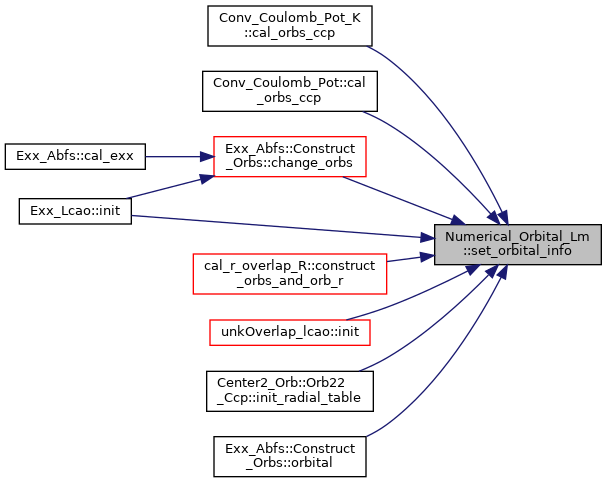 Conv_Coulomb_Pot_K
::cal_orbs_ccp
Conv_Coulomb_Pot::cal
_orbs_ccp
Exx_Abfs::Construct
_Orbs::change_orbs
Exx_Abfs::cal_exx
Exx_Lcao::init
Numerical_Orbital_Lm
::set_orbital_info
cal_r_overlap_R::construct
_orbs_and_orb_r
unkOverlap_lcao::init
Center2_Orb::Orb22
_Ccp::init_radial_table
Exx_Abfs::Construct
_Orbs::orbital